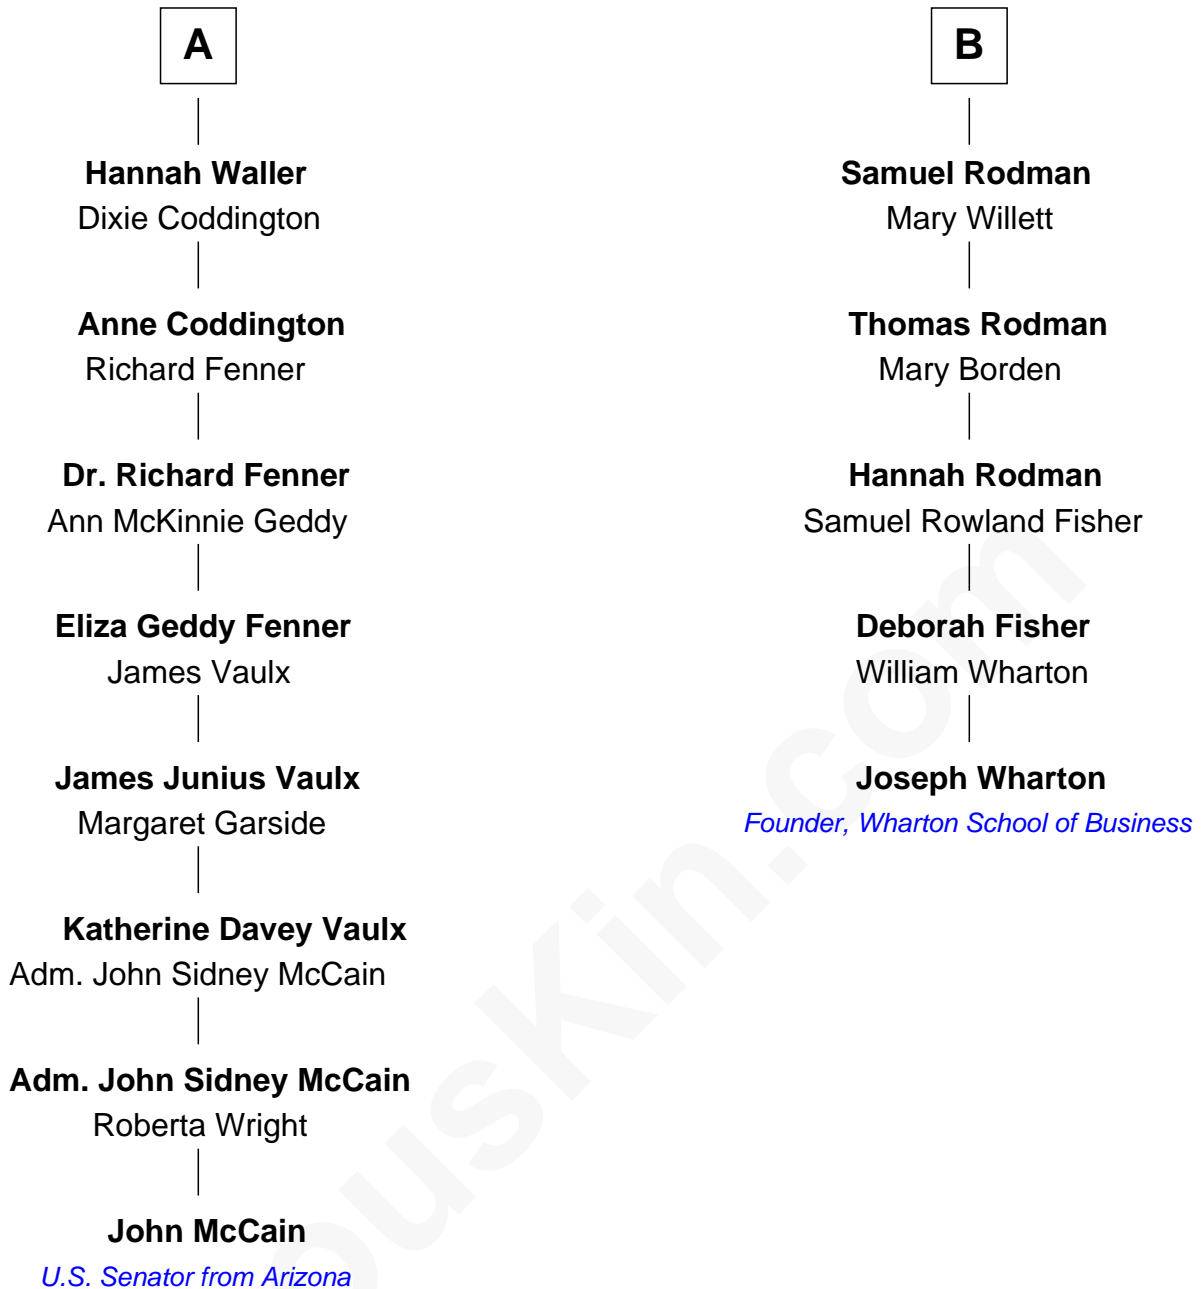 A
Hannah Waller
Dixie Coddington
Anne Coddington
Richard Fenner
Dr. Richard Fenner
Ann McKinnie Geddy
Eliza Geddy Fenner
James Vaulx
James Junius Vaulx
Margaret Garside
Katherine Davey Vaulx
Adm. John Sidney McCain
Adm. John Sidney McCain
Roberta Wright
John McCain
U.S. Senator from Arizona
B
Samuel Rodman
Mary Willett
Thomas Rodman
Mary Borden
Hannah Rodman
Samuel Rowland Fisher
Deborah Fisher
William Wharton
Joseph Wharton
Founder, Wharton School of Business
ousKin.com